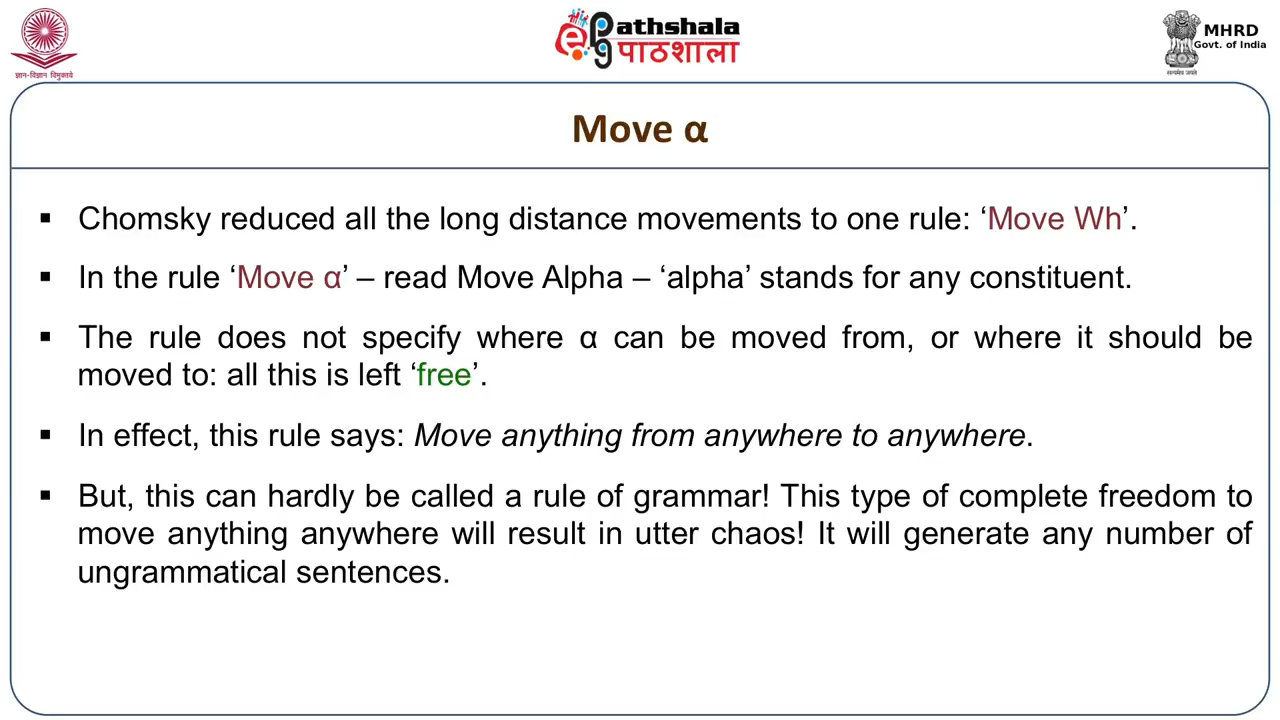 ज्ञान-विज्ञान विमुक्तये
ePG Pathshala
पाठशाला
MHRD
Govt. of India
सत्यमेव जयते
Move α
▪ Chomsky reduced all the long distance movements to one rule: ‘Move Wh’.
▪ In the rule ‘Move α’ – read Move Alpha – ‘alpha’ stands for any constituent.
▪ The rule does not specify where α can be moved from, or where it should be
moved to: all this is left ‘free’.
▪ In effect, this rule says: Move anything from anywhere to anywhere.
▪ But, this can hardly be called a rule of grammar! This type of complete freedom to
move anything anywhere will result in utter chaos! It will generate any number of
ungrammatical sentences.